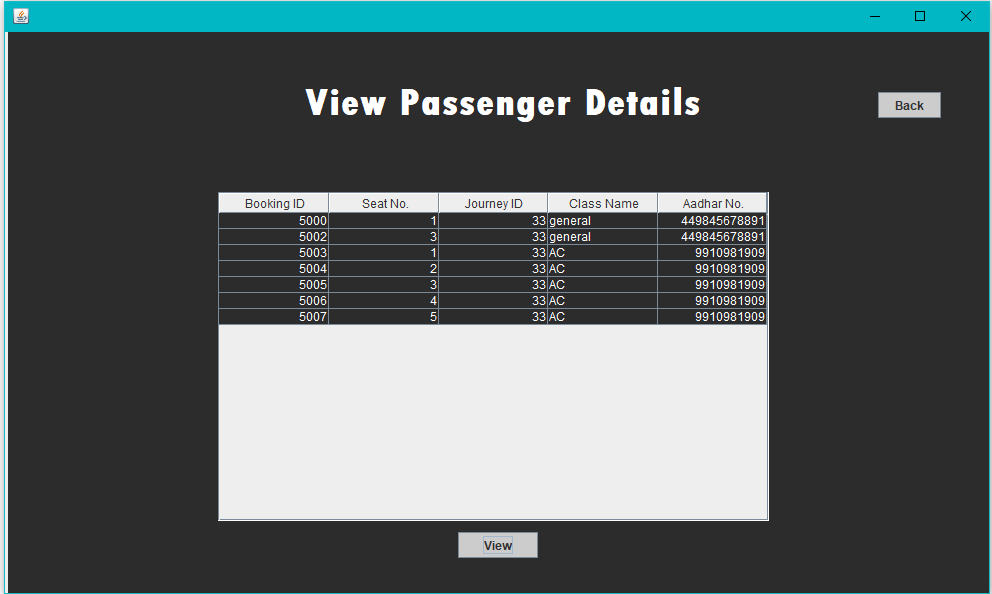 View Passenger Details
Back
Booking ID Seat No. Journey ID Class Name Aadhar No.
5000 1 33 general 449845678891
5002 3 33 general 449845678891
5003 1 33 AC 9910981909
5004 2 33 AC 9910981909
5005 3 33 AC 9910981909
5006 4 33 AC 9910981909
5007 5 33 AC 9910981909
View